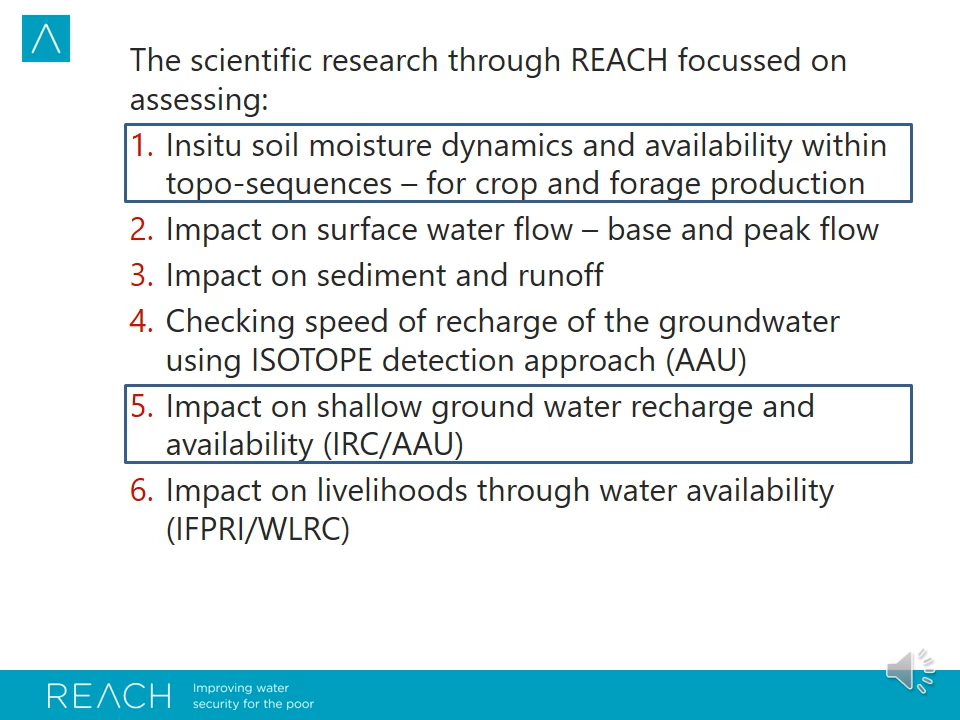 The scientific research through REACH focussed on
assessing:
1. Insitu soil moisture dynamics and availability within
topo-sequences – for crop and forage production
2. Impact on surface water flow – base and peak flow
3. Impact on sediment and runoff
4. Checking speed of recharge of the groundwater
using ISOTOPE detection approach (AAU)
5. Impact on shallow ground water recharge and
availability (IRC/AAU)
6. Impact on livelihoods through water availability
(IFPRI/WLRC)
REACH
Improving water
security for the poor